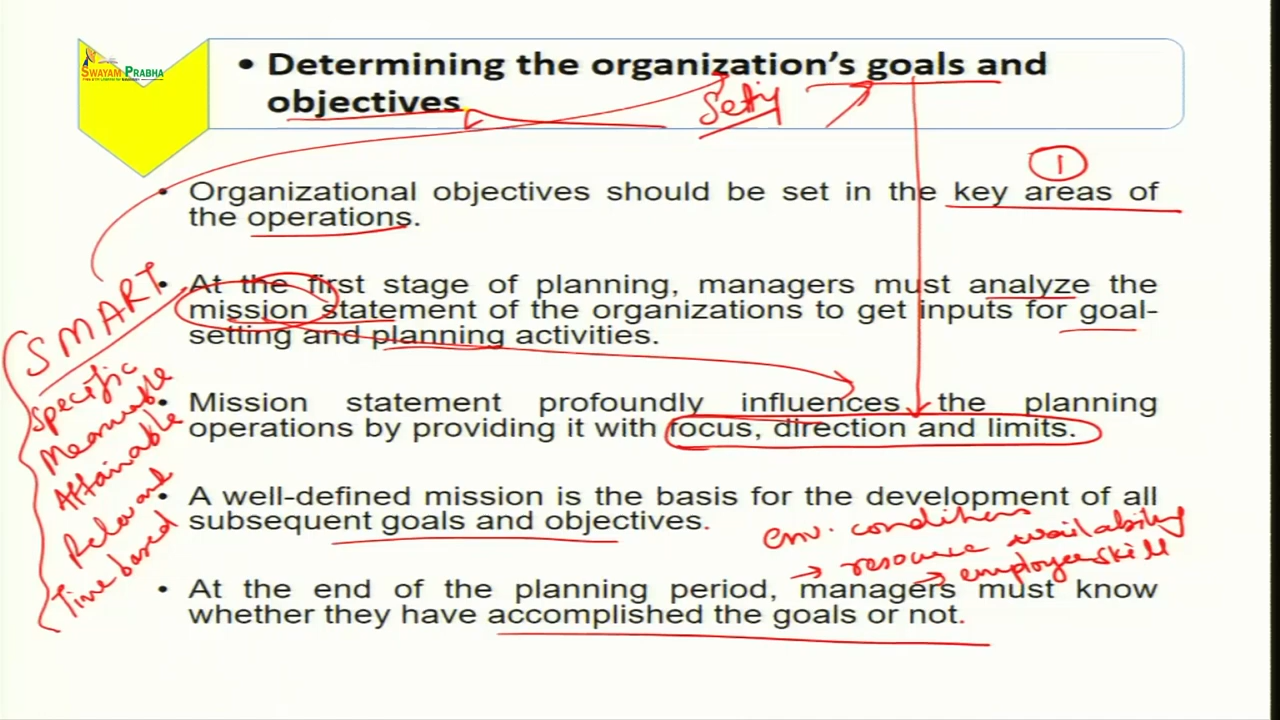 SWAYAM PRABHA
• Determining the organization's goals and
objectives
Sety
1
• Organizational objectives should be set in the key areas of
the operations.
• At the first stage of planning, managers must analyze the
mission statement of the organizations to get inputs for goal-
setting and planning activities.
SMART
Specific
Measurable
Attainable
Relevant
Time based
• Mission statement profoundly influences the planning
operations by providing it with focus, direction and limits.
• A well-defined mission is the basis for the development of all
subsequent goals and objectives.
env. conditions
→ resource availability
→ employee skill
• At the end of the planning period, managers must know
whether they have accomplished the goals or not.